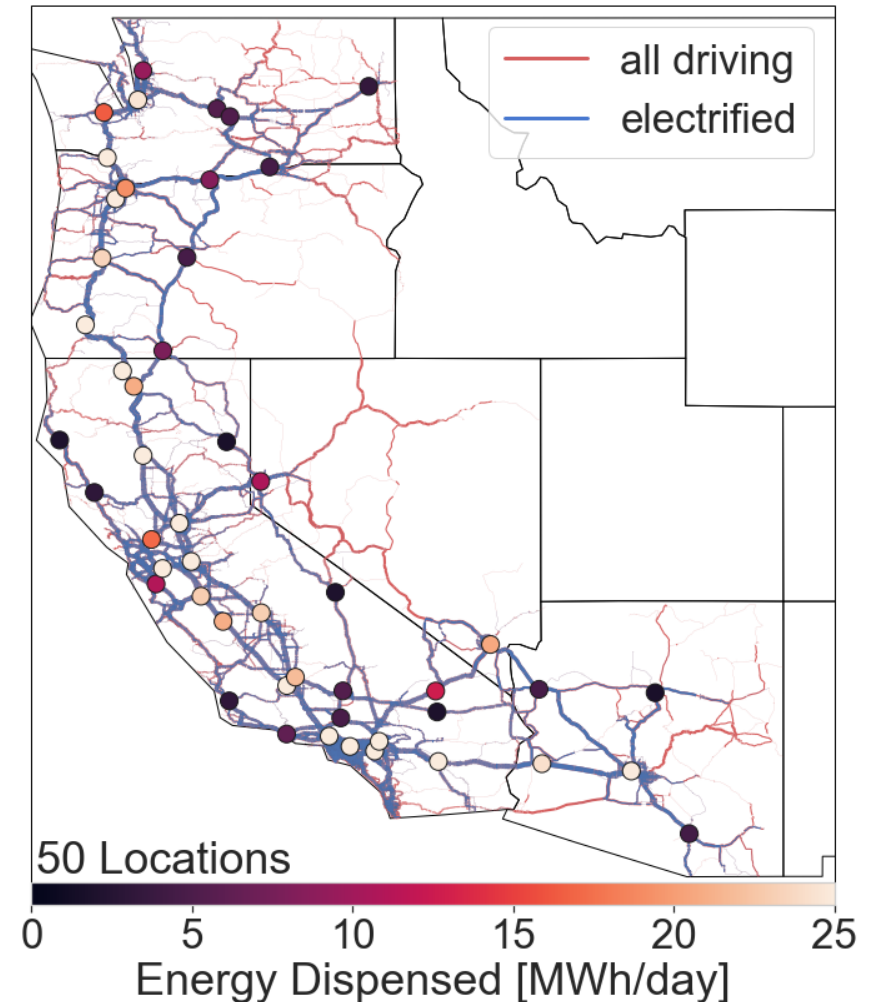 all driving
electrified
50 Locations
0 5 10 15 20 25
Energy Dispensed [MWh/day]